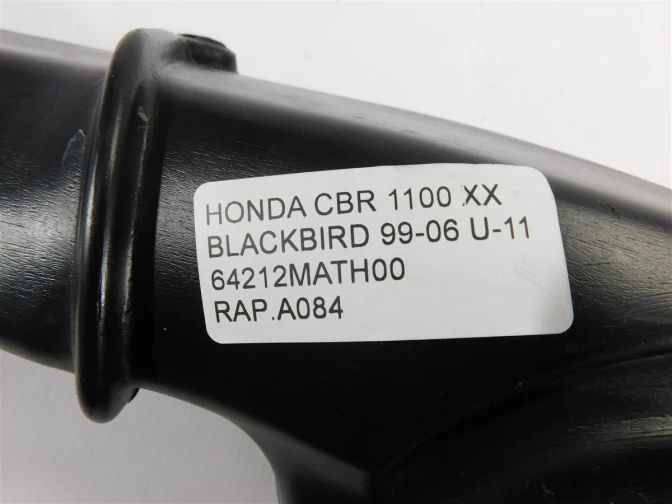 HONDA CBR 1100 XX
BLACKBIRD 99-06 U-11
64212MATH00
RAP.A084